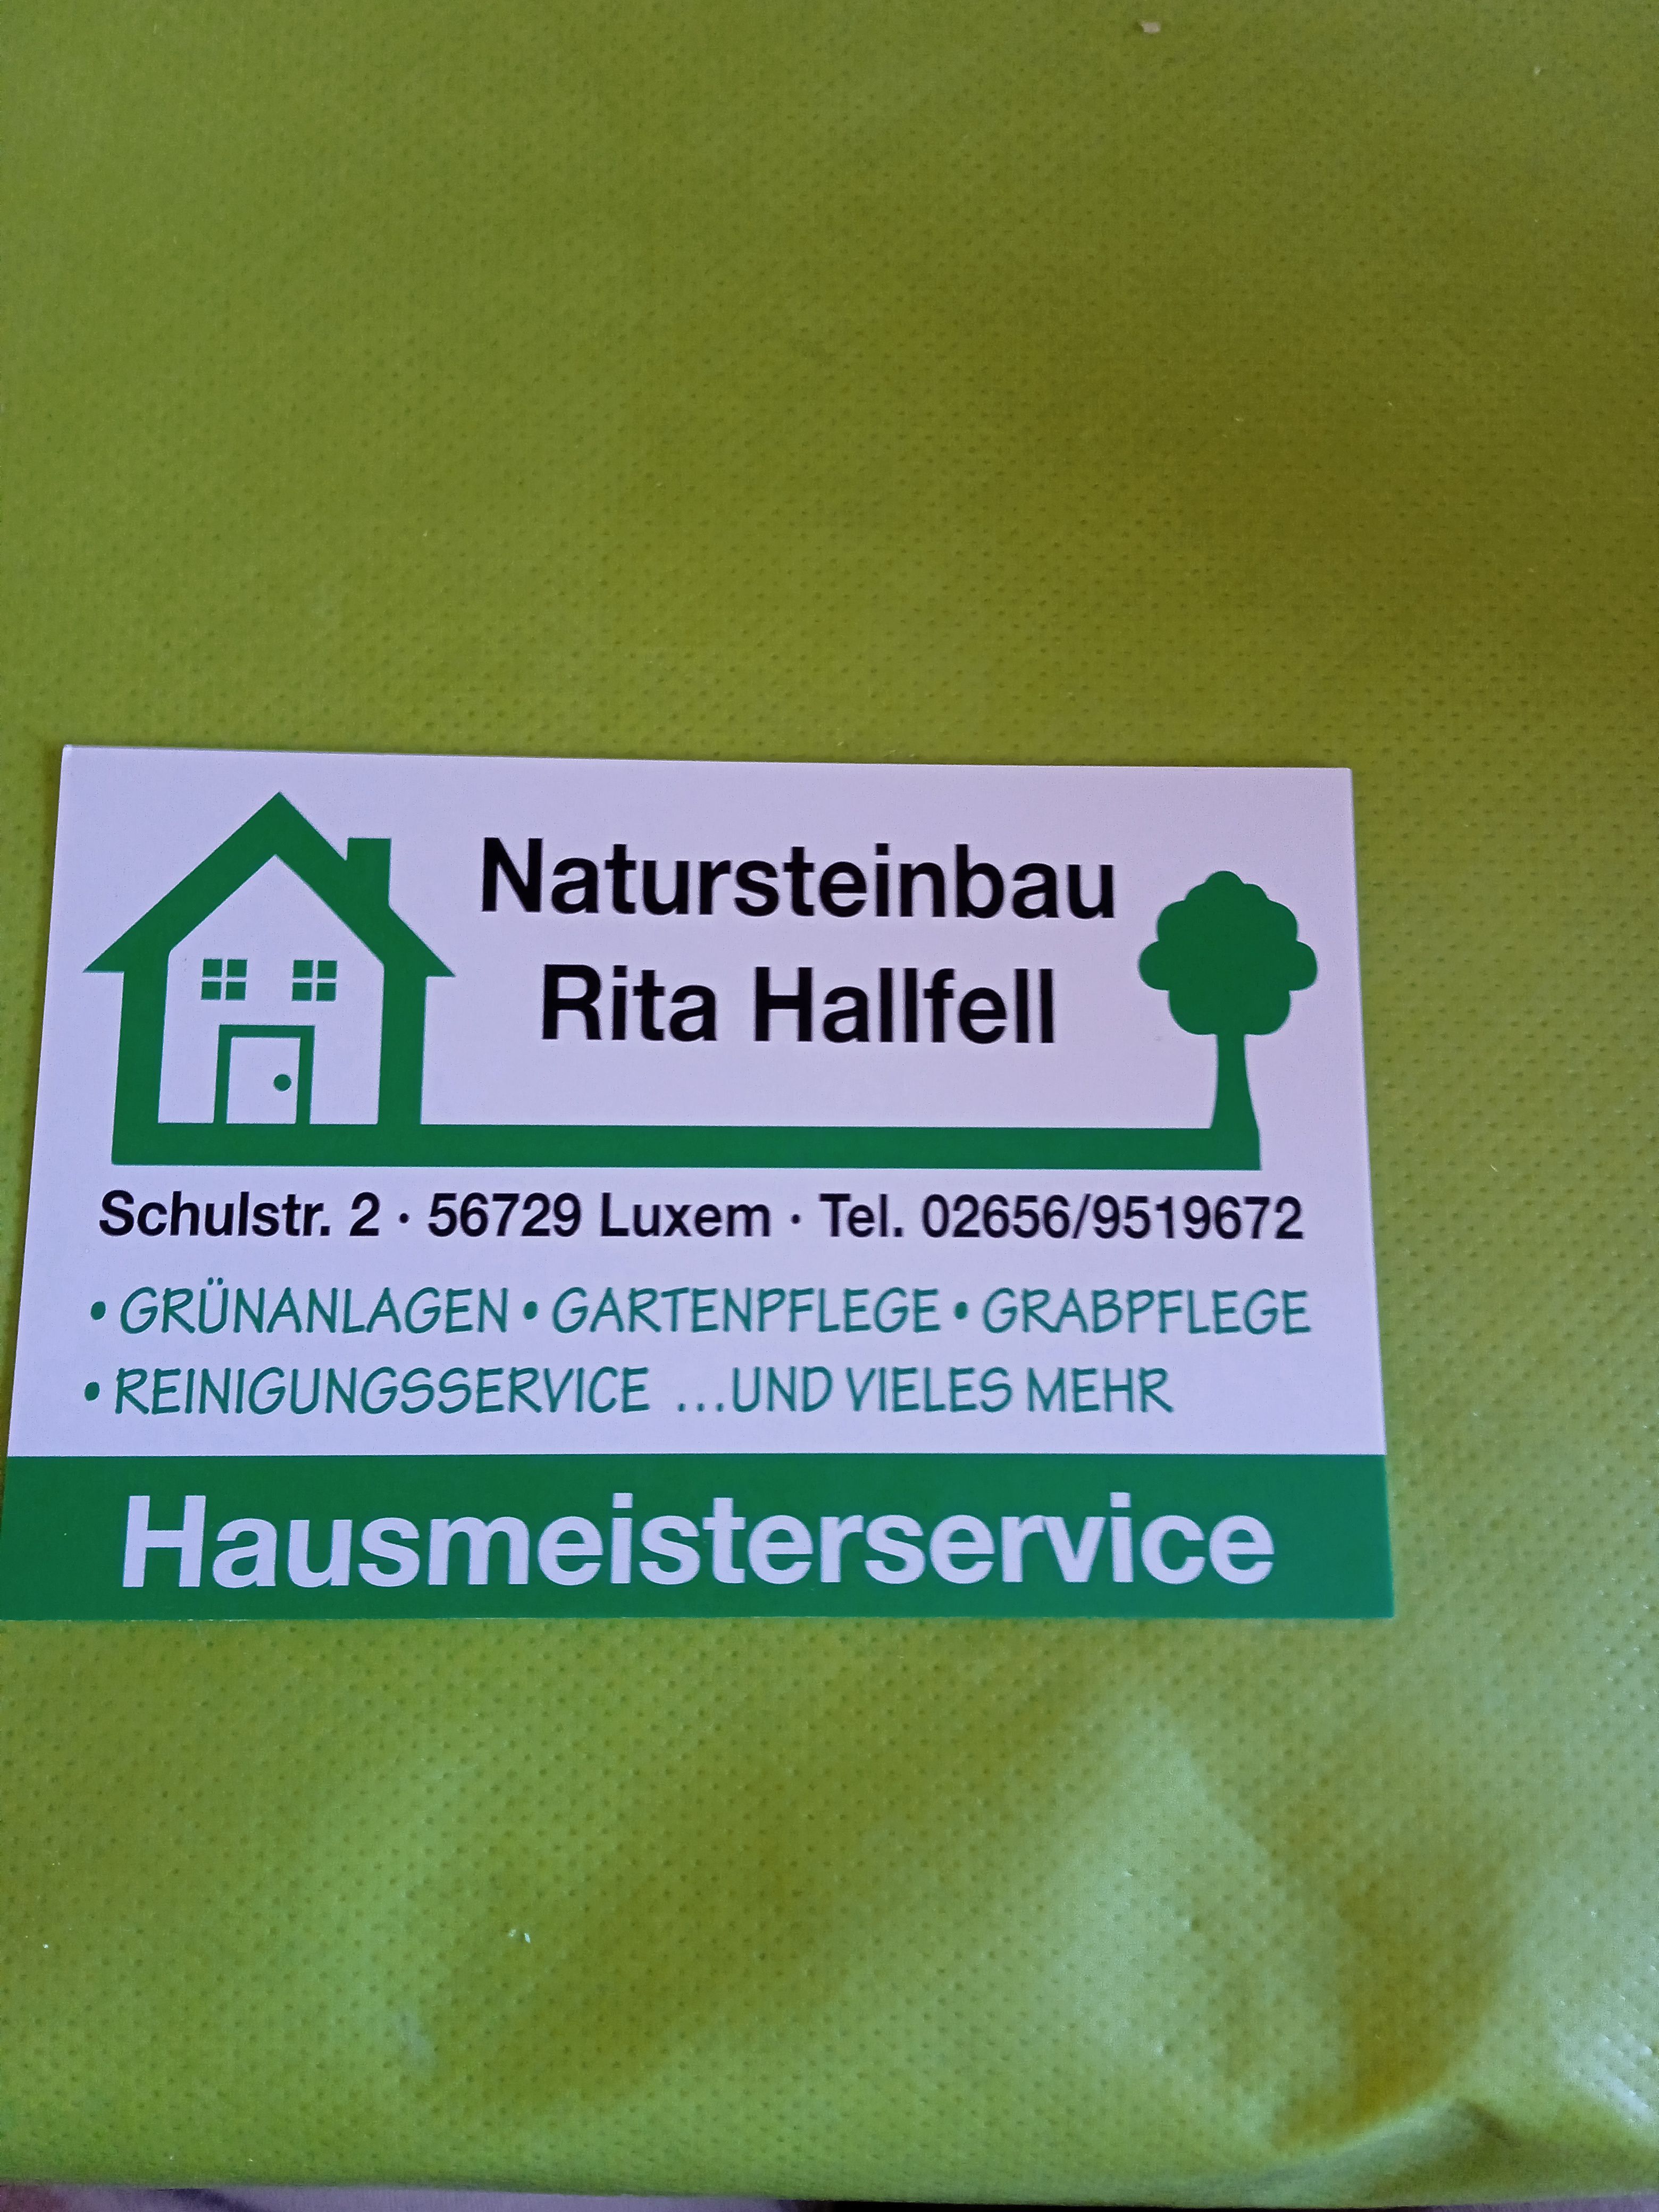 Natursteinbau
Rita Hallfell
Schulstr. 2 · 56729 Luxem · Tel. 02656/9519672
• GRÜNANLAGEN • GARTENPFLEGE • GRABPFLEGE
• REINIGUNGSSERVICE ...UND VIELES MEHR
Hausmeisterservice